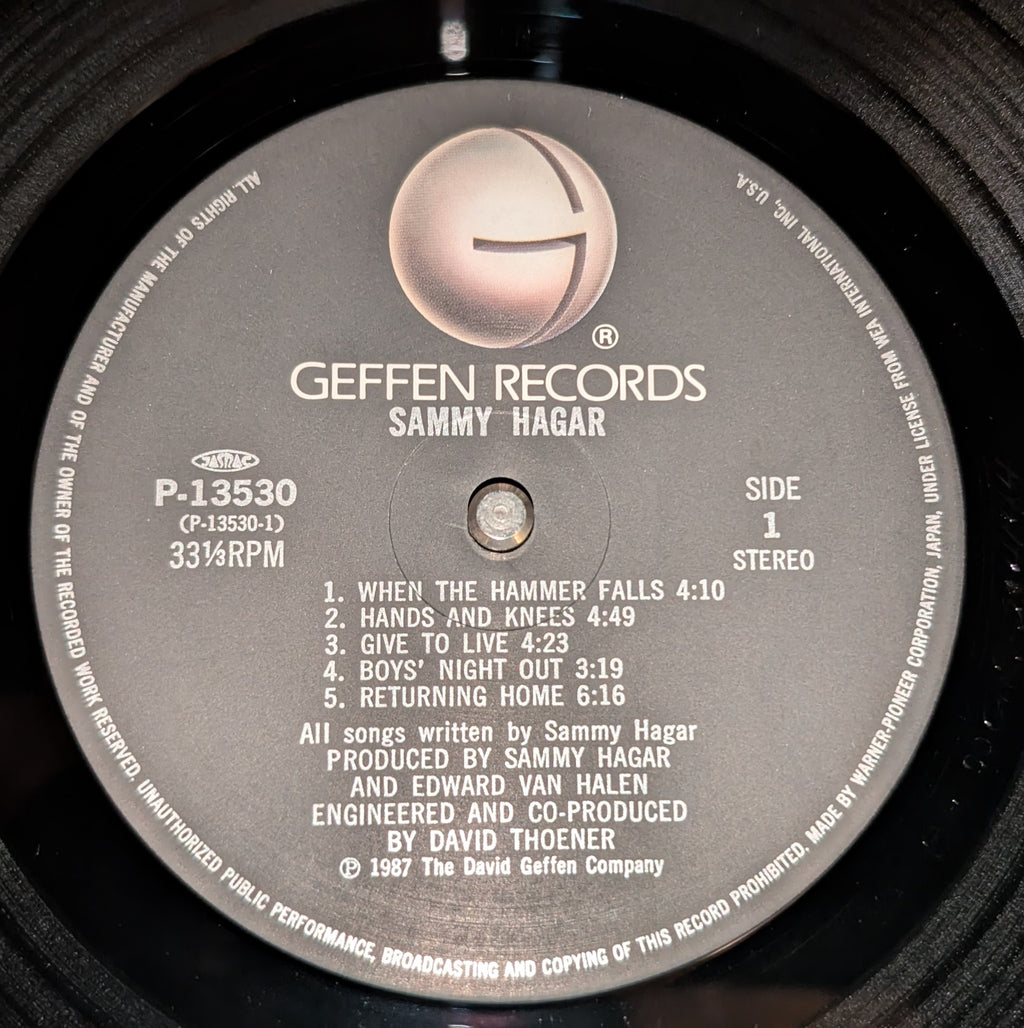 ®
GEFFEN RECORDS
SAMMY HAGAR
JASRAC
P-13530
(P-13530-1)
33⅓RPM
SIDE
1
STEREO
1. WHEN THE HAMMER FALLS 4:10
2. HANDS AND KNEES 4:49
3. GIVE TO LIVE 4:23
4. BOYS' NIGHT OUT 3:19
5. RETURNING HOME 6:16
All songs written by Sammy Hagar
PRODUCED BY SAMMY HAGAR
AND EDWARD VAN HALEN
ENGINEERED AND CO-PRODUCED
BY DAVID THOENER
℗ 1987 The David Geffen Company
ALL RIGHTS OF THE MANUFACTURER AND OF THE OWNER OF THE RECORDED WORK RESERVED. UNAUTHORIZED PUBLIC PERFORMANCE, BROADCASTING AND COPYING OF THIS RECORD PROHIBITED. MADE BY WARNER-PIONEER CORPORATION, JAPAN, UNDER LICENSE FROM WEA INTERNATIONAL INC, U.S.A.